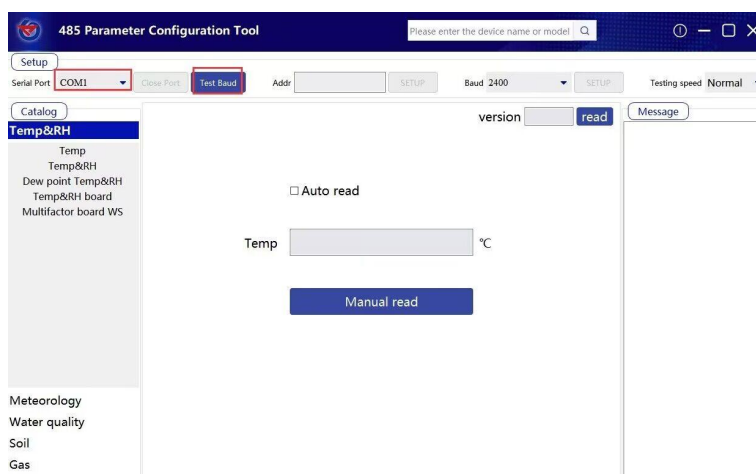 485 Parameter Configuration Tool
Please enter the device name or model
Setup
Serial Port COM1 Close Port Test Baud Addr SETUP Baud 2400 SETUP Testing speed Normal
Catalog
version read
Message
Temp&RH
Temp
Temp&RH
Dew point Temp&RH
Temp&RH board
Multifactor board WS
Auto read
Temp ℃
Manual read
Meteorology
Water quality
Soil
Gas